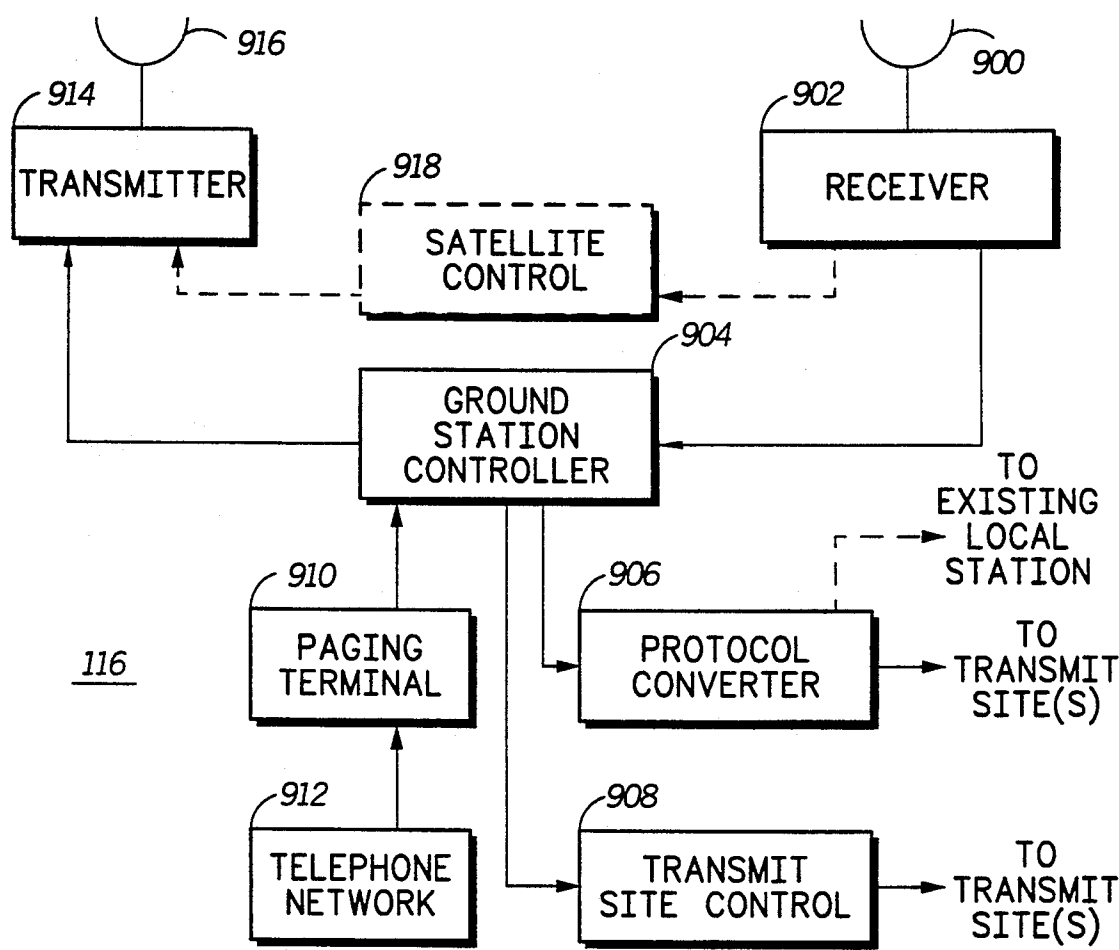 916
900
914
902
TRANSMITTER
918
RECEIVER
SATELLITE
CONTROL
904
GROUND
STATION
CONTROLLER
TO
EXISTING
LOCAL
STATION
910
906
PAGING
TERMINAL
PROTOCOL
CONVERTER
TO
TRANSMIT
SITE(S)
116
912
908
TELEPHONE
NETWORK
TRANSMIT
SITE CONTROL
TO
TRANSMIT
SITE(S)